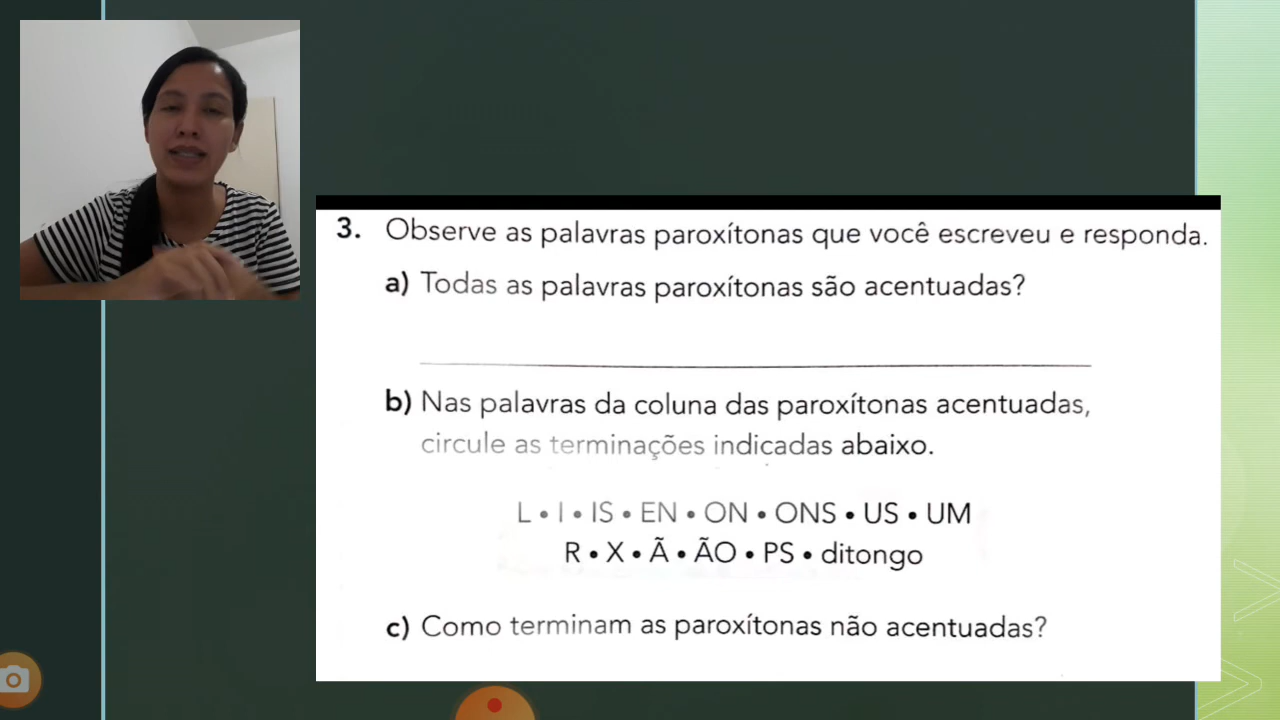 3. Observe as palavras paroxítonas que você escreveu e responda.
a) Todas as palavras paroxítonas são acentuadas?
b) Nas palavras da coluna das paroxítonas acentuadas,
circule as terminações indicadas abaixo.
L • I • IS • EN • ON • ONS • US • UM
R • X • Ã • ÃO • PS • ditongo
c) Como terminam as paroxítonas não acentuadas?